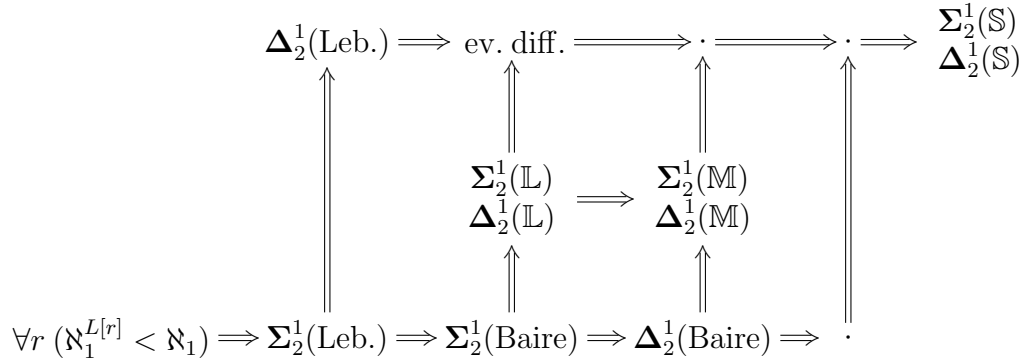 𝚺¹₂(𝕊)
𝚫¹₂(Leb.) ⟹ ev. diff. ⟹ · ⟹ · ⟹
𝚫¹₂(𝕊)
𝚺¹₂(𝕃) 𝚺¹₂(𝕄)
⟹
𝚫¹₂(𝕃) 𝚫¹₂(𝕄)
∀r (ℵ₁^{L[r]} < ℵ₁) ⟹ 𝚺¹₂(Leb.) ⟹ 𝚺¹₂(Baire) ⟹ 𝚫¹₂(Baire) ⟹ ·